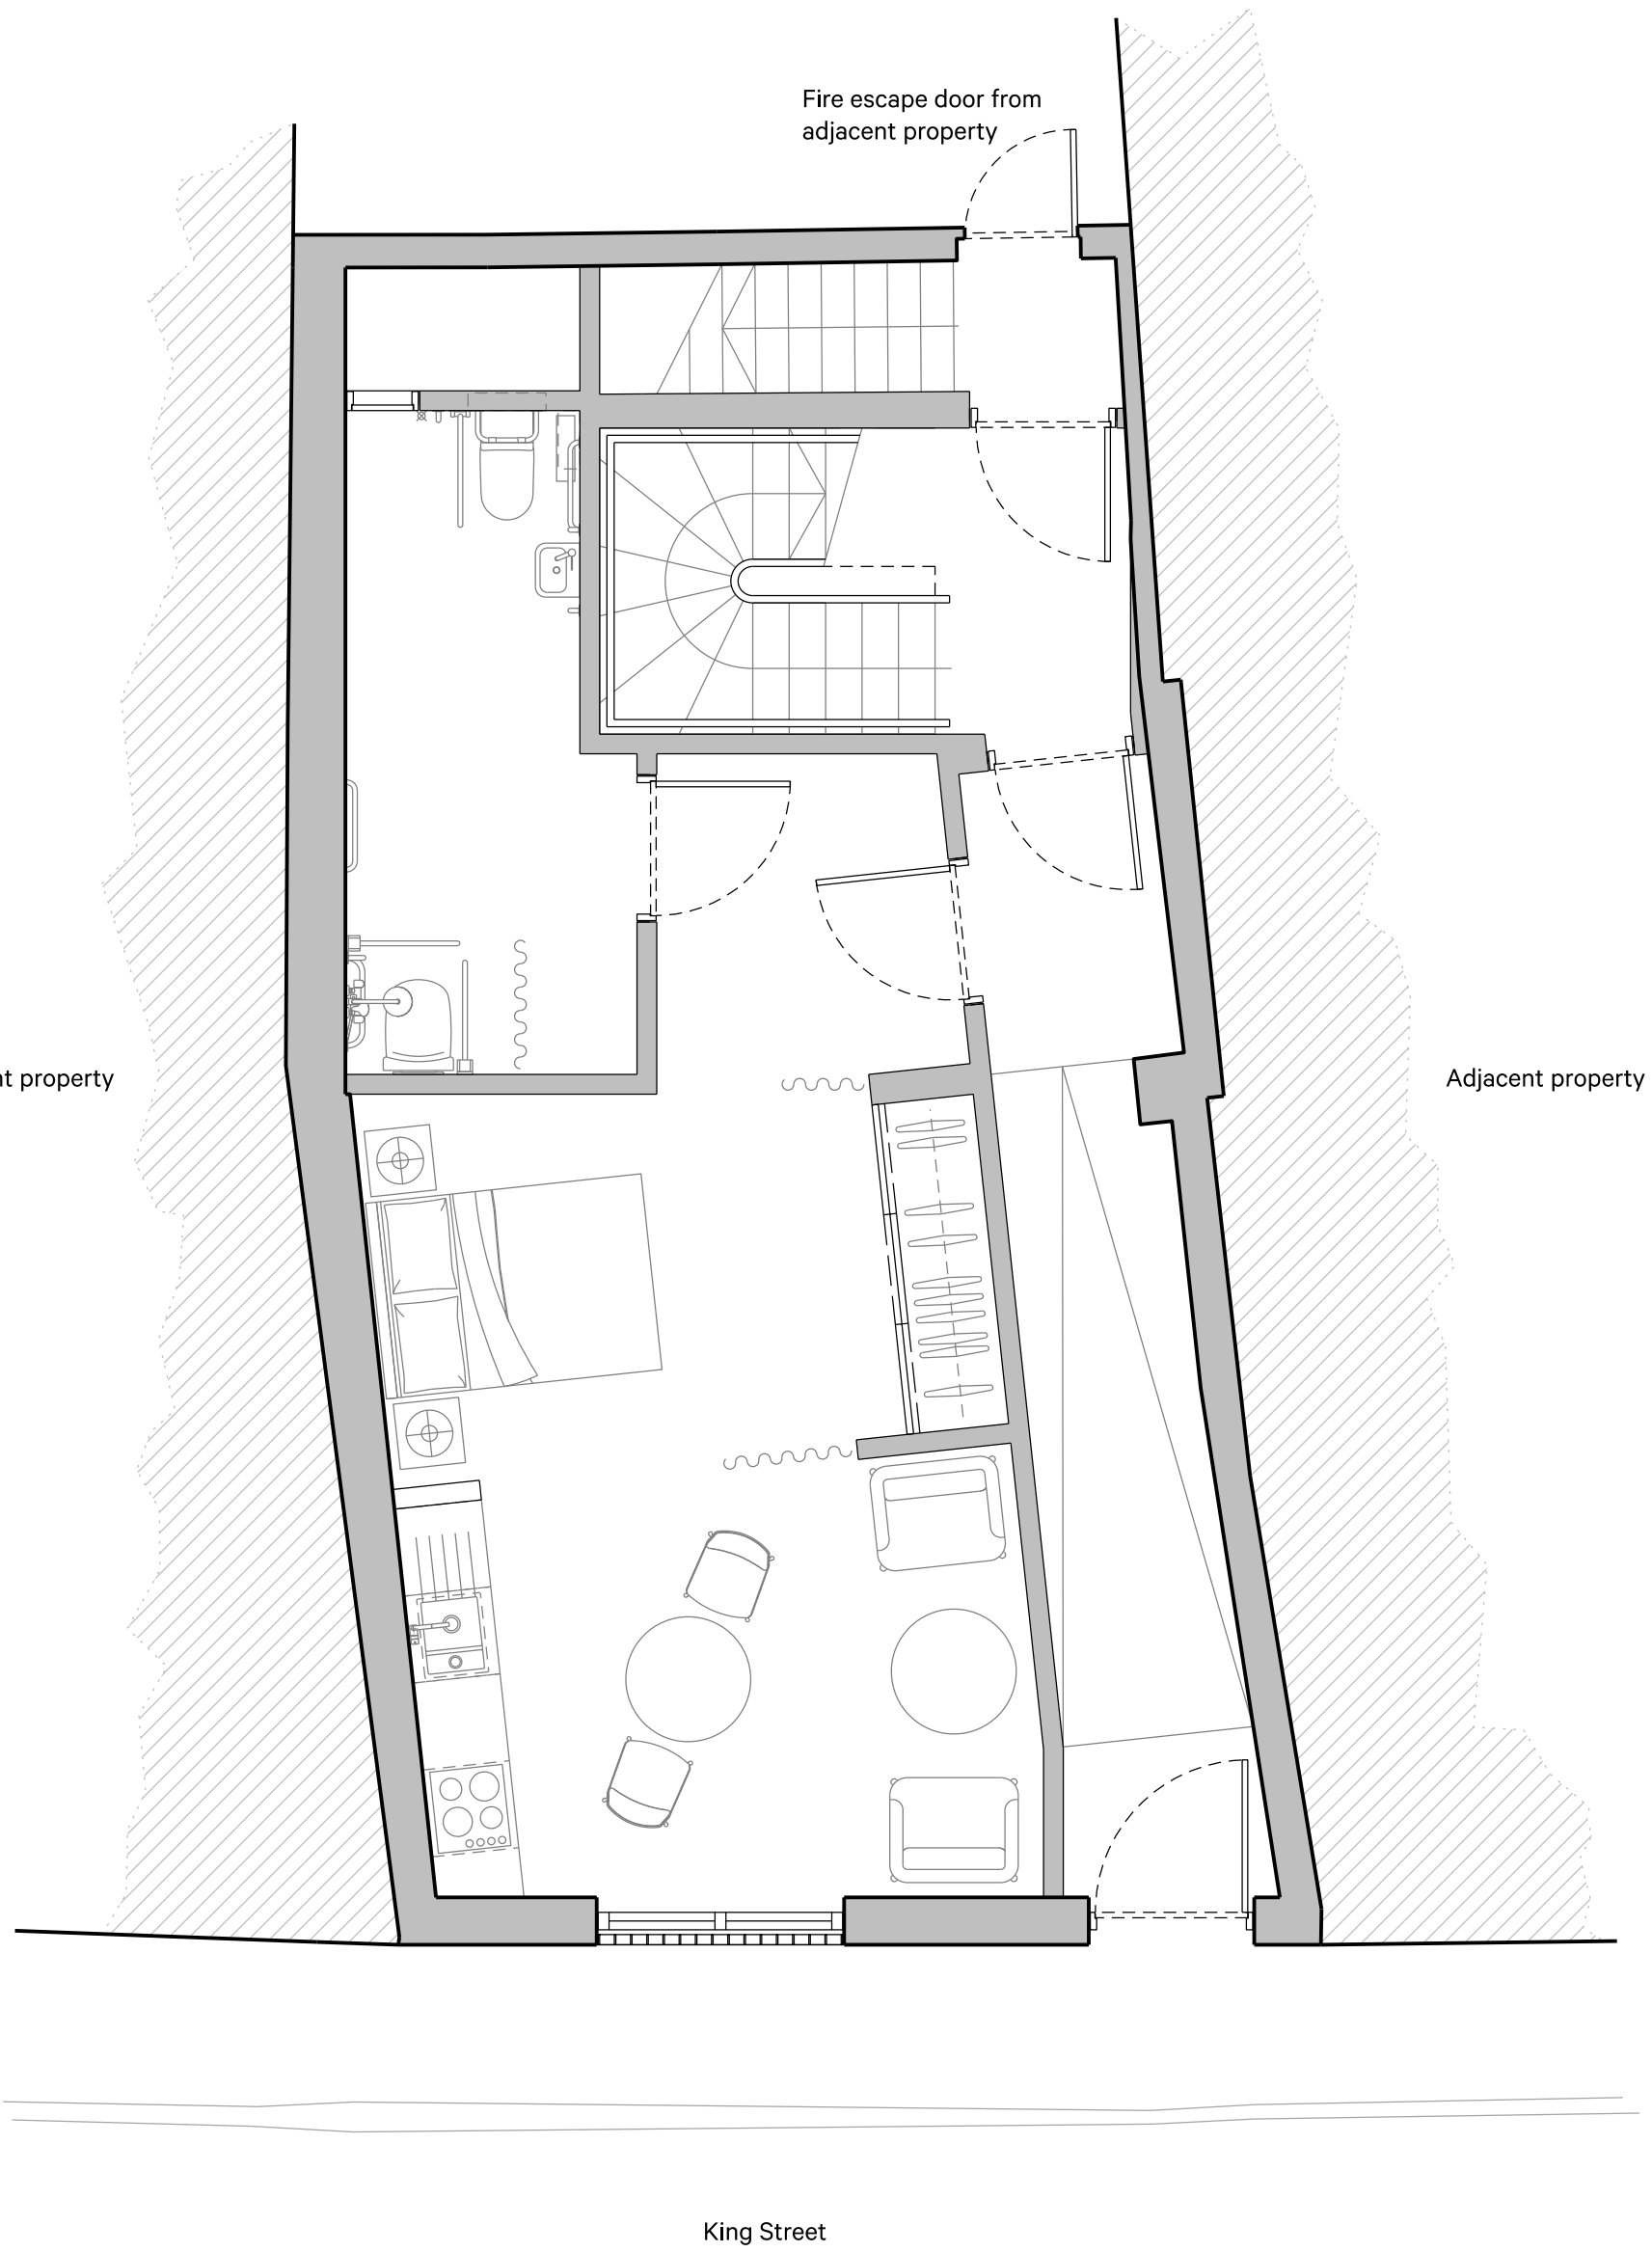 Fire escape door from
adjacent property
nt property
Adjacent property
King Street